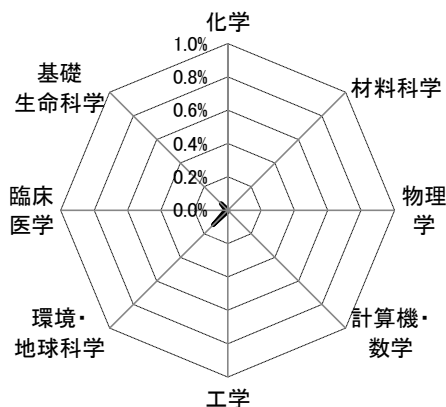 化学
1.0%
0.8%
0.6%
0.4%
0.2%
0.0%
材料科学
物理
学
計算機・
数学
工学
環境・
地球科学
臨床
医学
基礎
生命科学